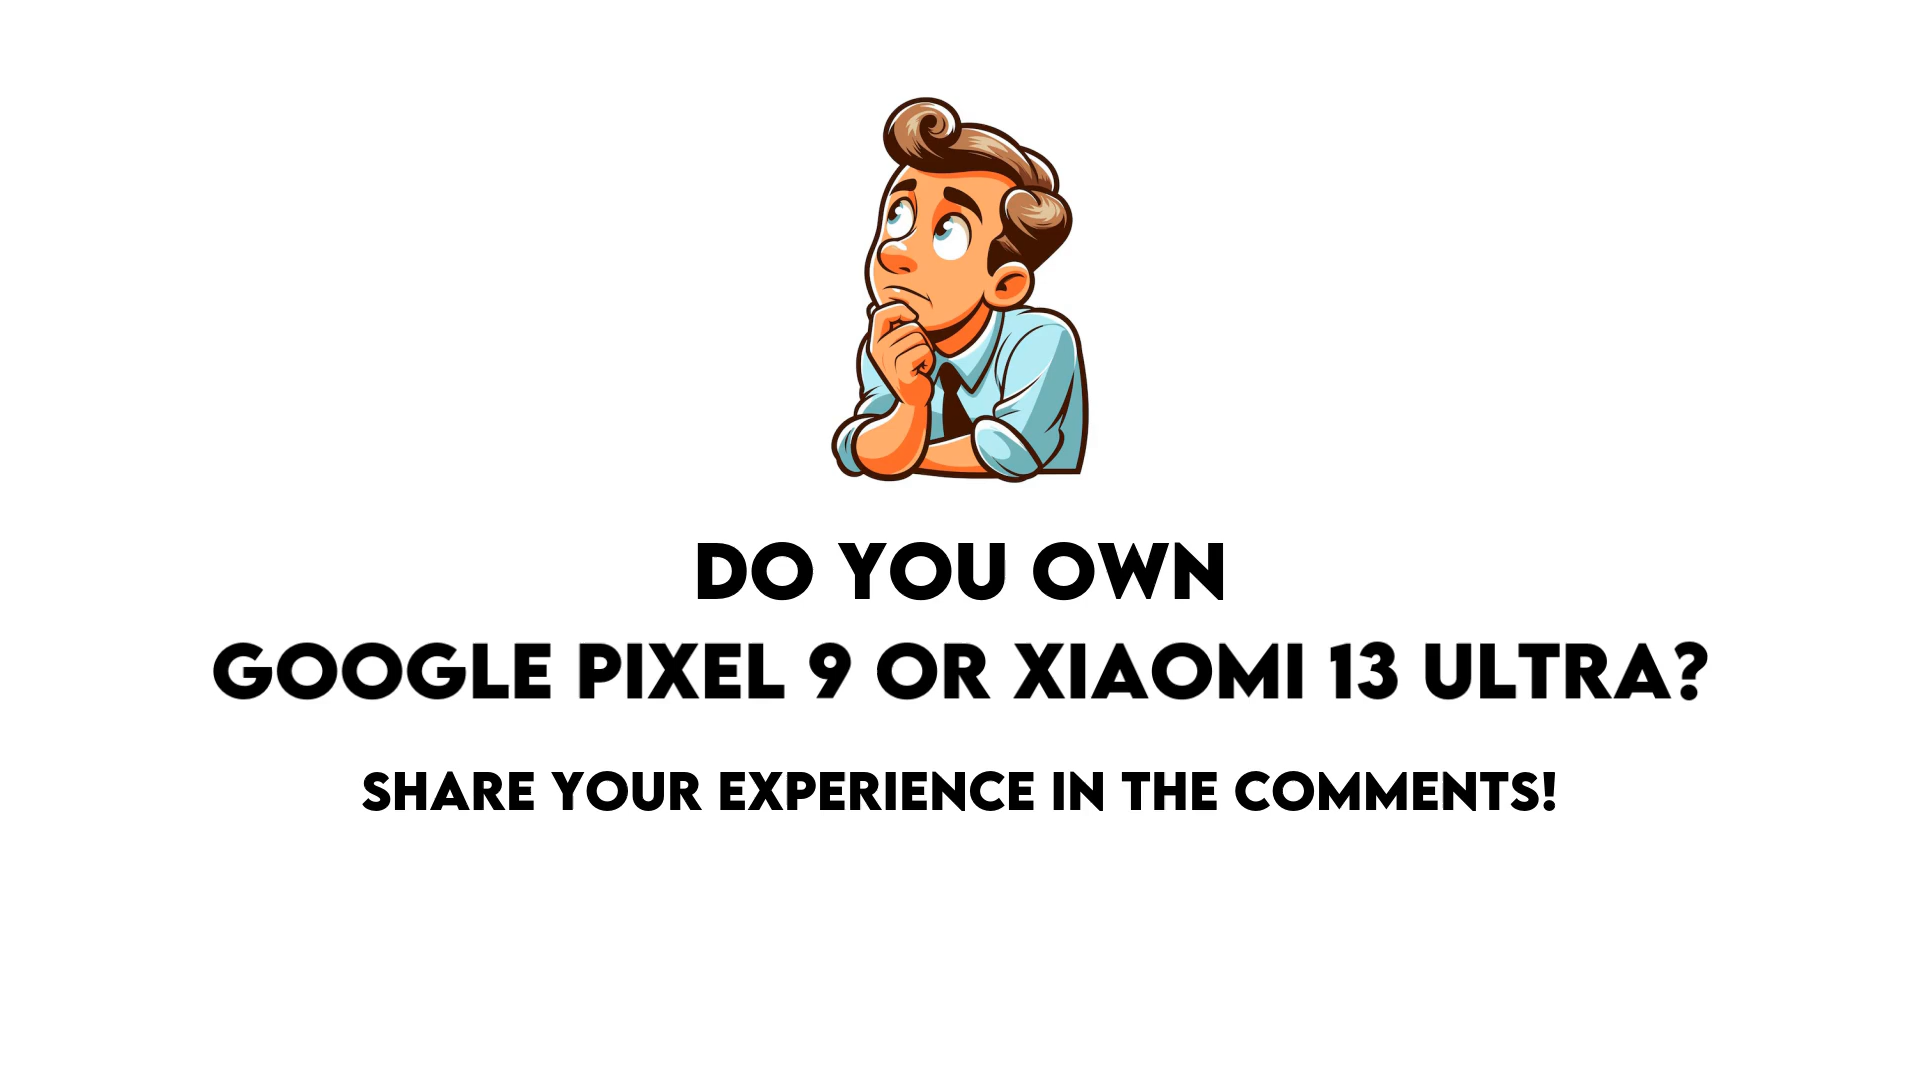 DO YOU OWN
GOOGLE PIXEL 9 OR XIAOMI 13 ULTRA?
SHARE YOUR EXPERIENCE IN THE COMMENTS!